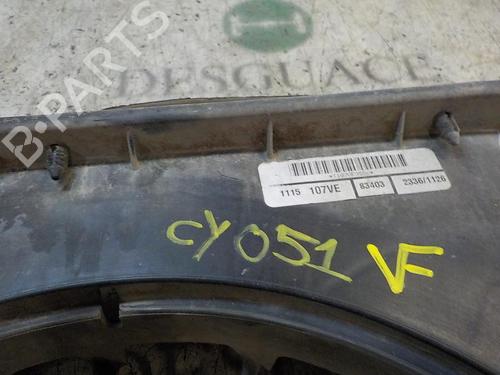 B-PARTS
DESGUACE
1115 107VE 83403 2336/1126
CY051 VF